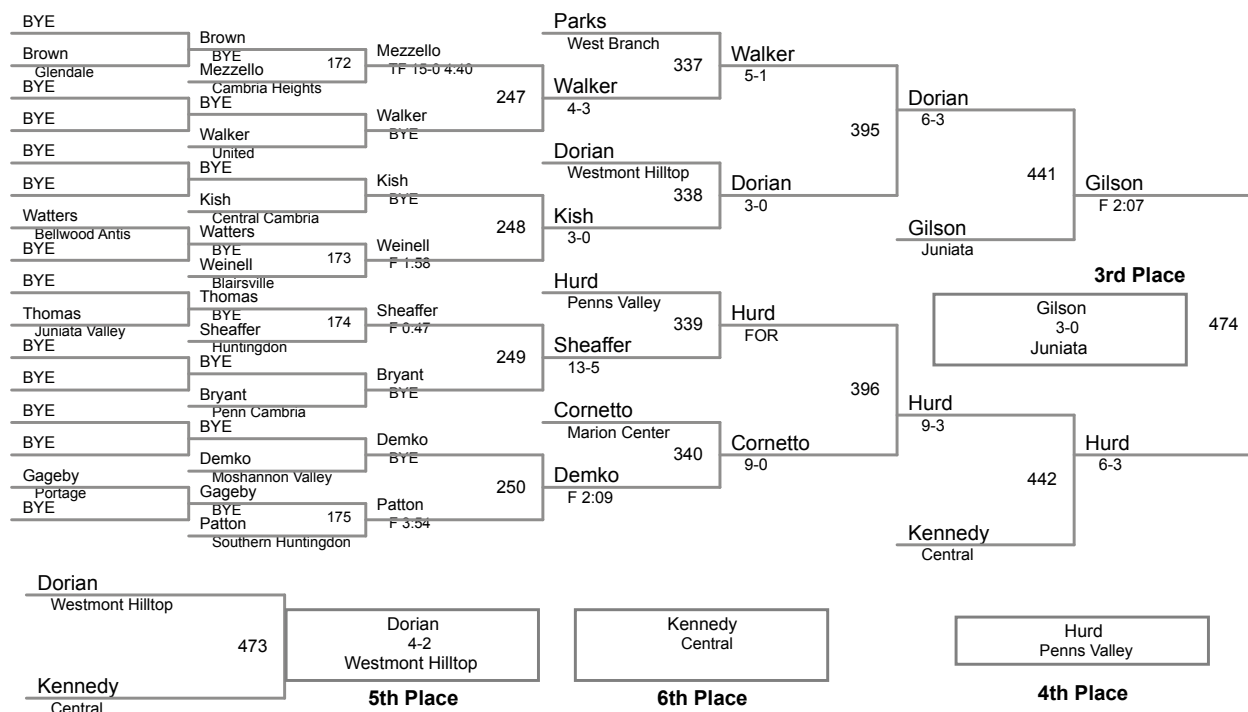 BYE
Brown
Glendale
BYE
BYE
BYE
BYE
Watters
Bellwood Antis
BYE
BYE
Thomas
Juniata Valley
BYE
BYE
BYE
BYE
Gageby
Portage
BYE
Brown
BYE
Mezzello
Cambria Heights
172
BYE
Walker
United
BYE
Kish
Central Cambria
Watters
BYE
Weinell
Blairsville
173
Thomas
BYE
Sheaffer
Huntingdon
174
BYE
Bryant
Penn Cambria
BYE
Demko
Moshannon Valley
Gageby
BYE
Patton
Southern Huntingdon
175
Mezzello
TF 15-0 4:40
247
Walker
BYE
Kish
BYE
248
Weinell
F 1:58
Sheaffer
F 0:47
249
Bryant
BYE
Demko
BYE
250
Patton
F 3:54
Parks
West Branch
337
Walker
4-3
Dorian
Westmont Hilltop
338
Kish
3-0
Hurd
Penns Valley
339
Sheaffer
13-5
Cornetto
Marion Center
340
Demko
F 2:09
Walker
5-1
395
Dorian
3-0
Hurd
FOR
396
Cornetto
9-0
Dorian
6-3
441
Gilson
Juniata
Hurd
9-3
442
Kennedy
Central
Gilson
F 2:07
3rd Place
Gilson
3-0
Juniata
474
Hurd
6-3
Dorian
Westmont Hilltop
473
Kennedy
Central
Dorian
4-2
Westmont Hilltop
5th Place
Kennedy
Central
6th Place
Hurd
Penns Valley
4th Place